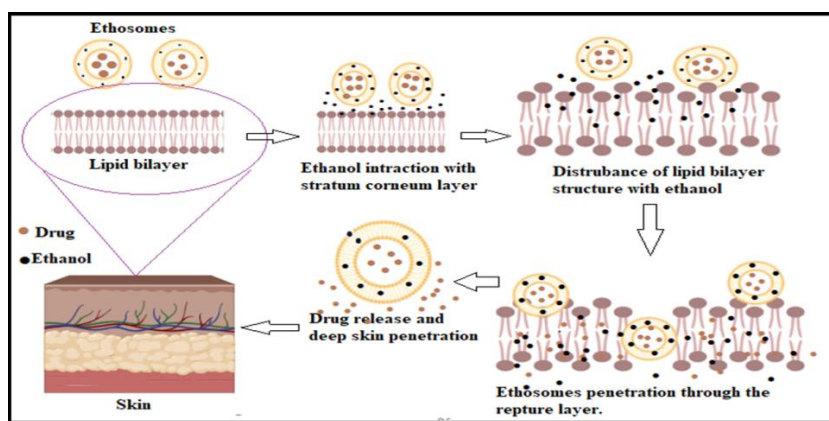 Ethosomes
Lipid bilayer
Ethanol intraction with
stratum corneum layer
Distrubance of lipid bilayer
structure with ethanol
Drug
Ethanol
Drug release and
deep skin penetration
Ethosomes penetration through the
repture layer.
Skin